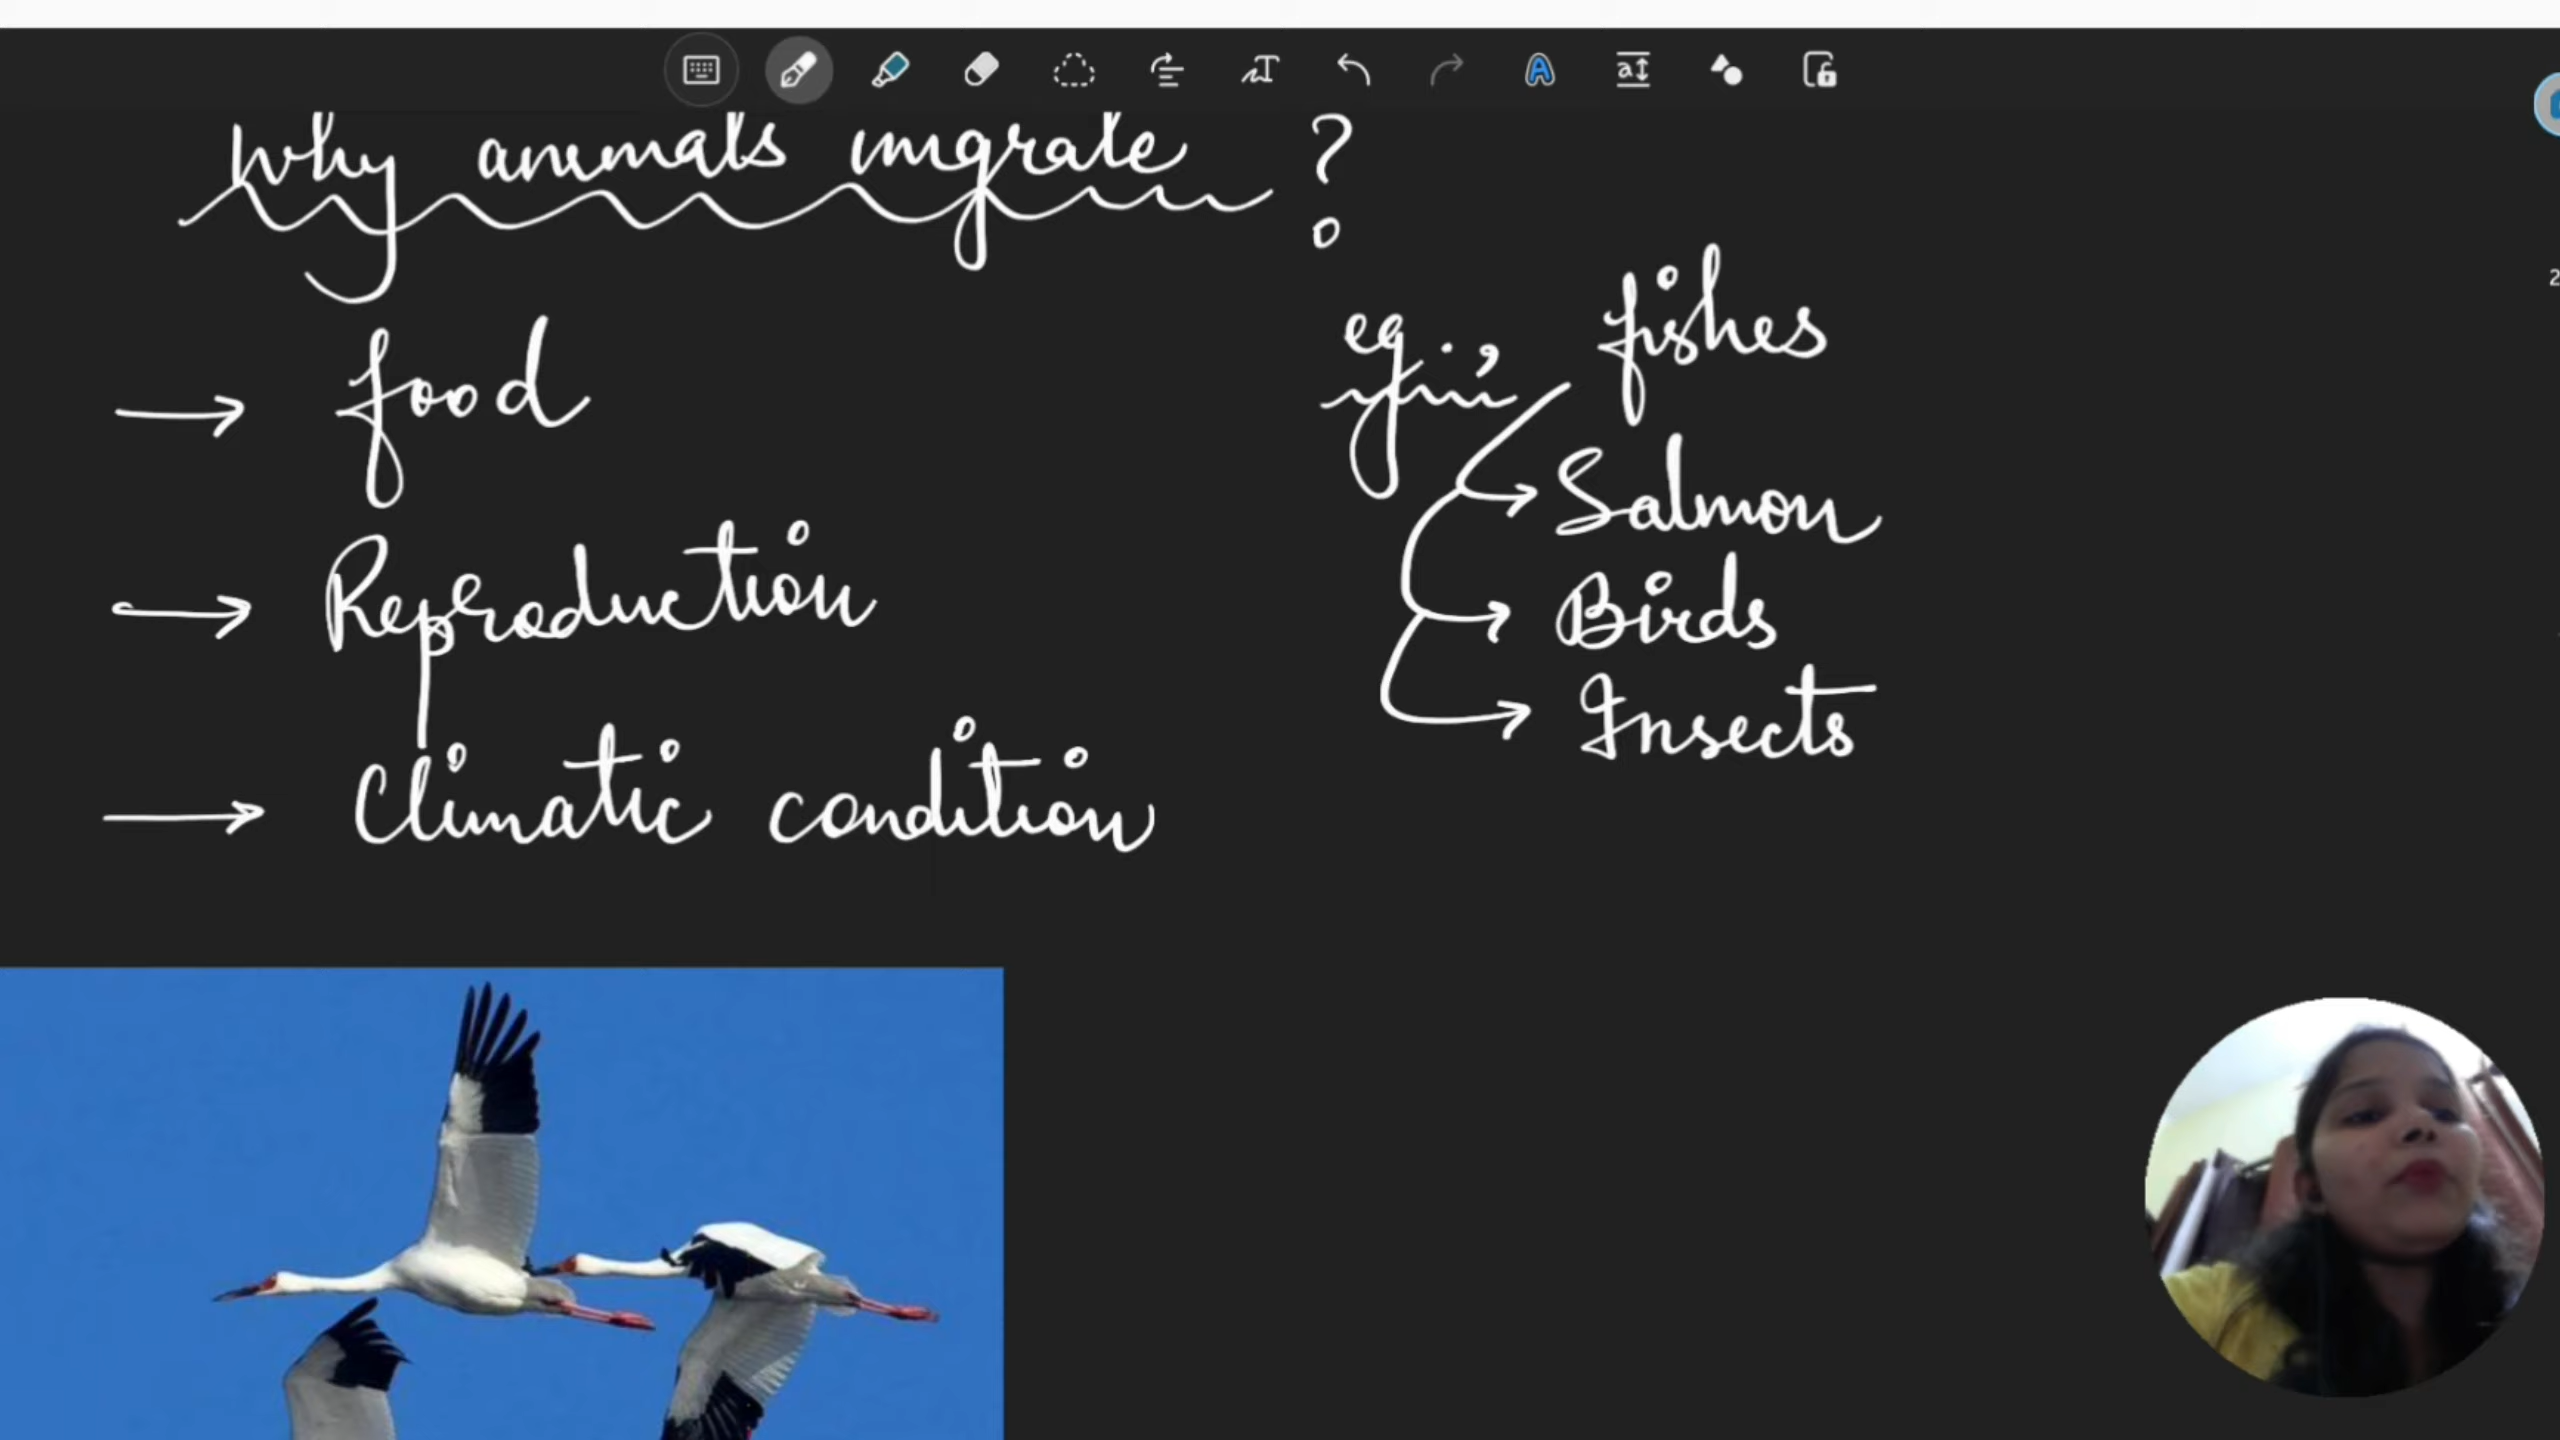 Why animals migrate ?
food
Reproduction
Climatic condition
eg., fishes
Salmon
Birds
Insects